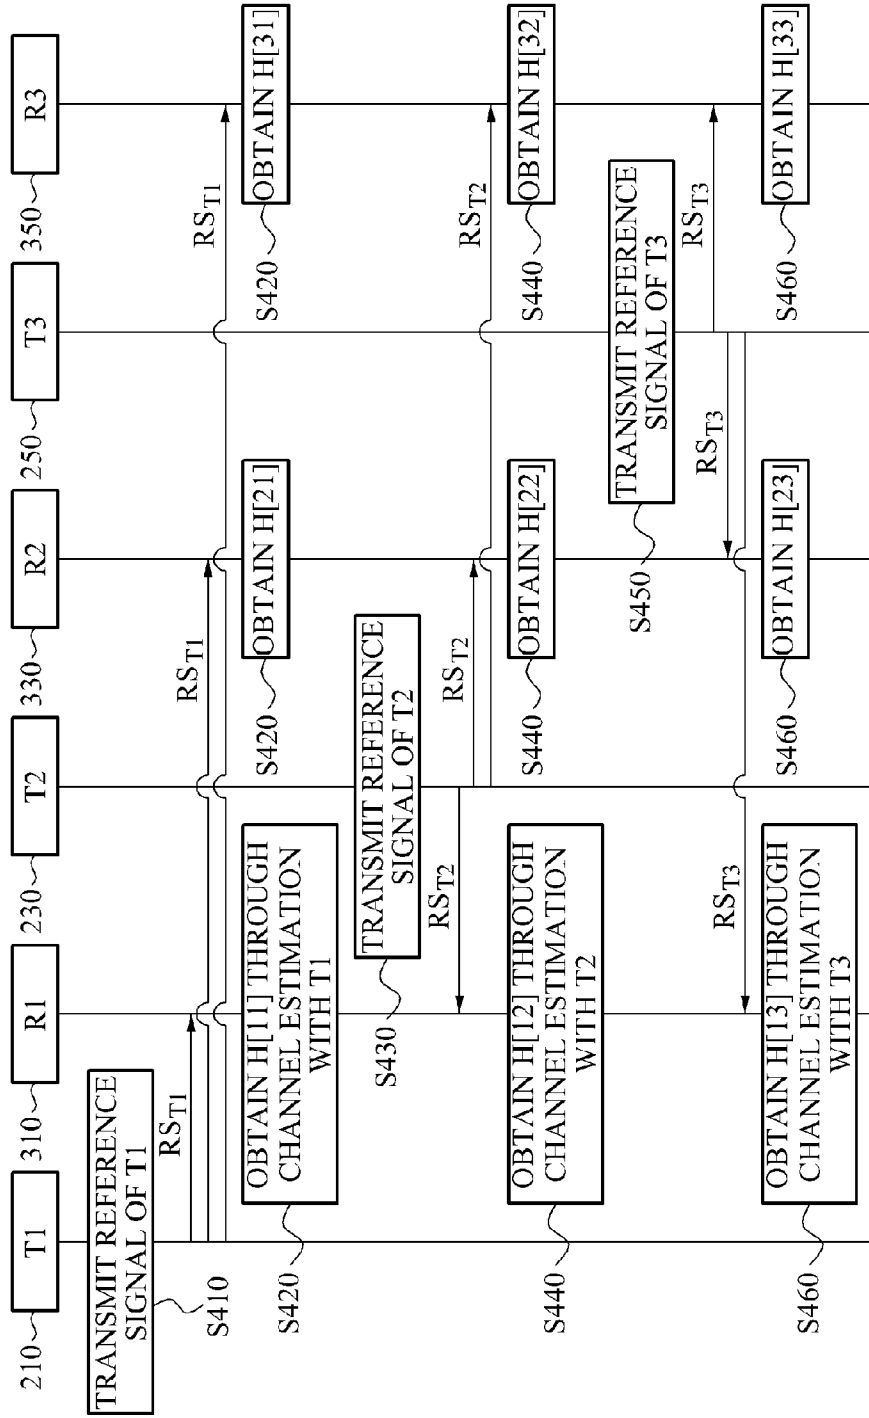 210
T1
310
R1
230
T2
330
R2
250
T3
350
R3
TRANSMIT REFERENCE
SIGNAL OF T1
S410
RST1
RST1
RST1
OBTAIN H[11] THROUGH
CHANNEL ESTIMATION
WITH T1
S420
OBTAIN H[21]
S420
OBTAIN H[31]
S420
TRANSMIT REFERENCE
SIGNAL OF T2
S430
RST2
RST2
RST2
OBTAIN H[12] THROUGH
CHANNEL ESTIMATION
WITH T2
S440
OBTAIN H[22]
S440
OBTAIN H[32]
S440
TRANSMIT REFERENCE
SIGNAL OF T3
S450
RST3
RST3
RST3
OBTAIN H[13] THROUGH
CHANNEL ESTIMATION
WITH T3
S460
OBTAIN H[23]
S460
OBTAIN H[33]
S460